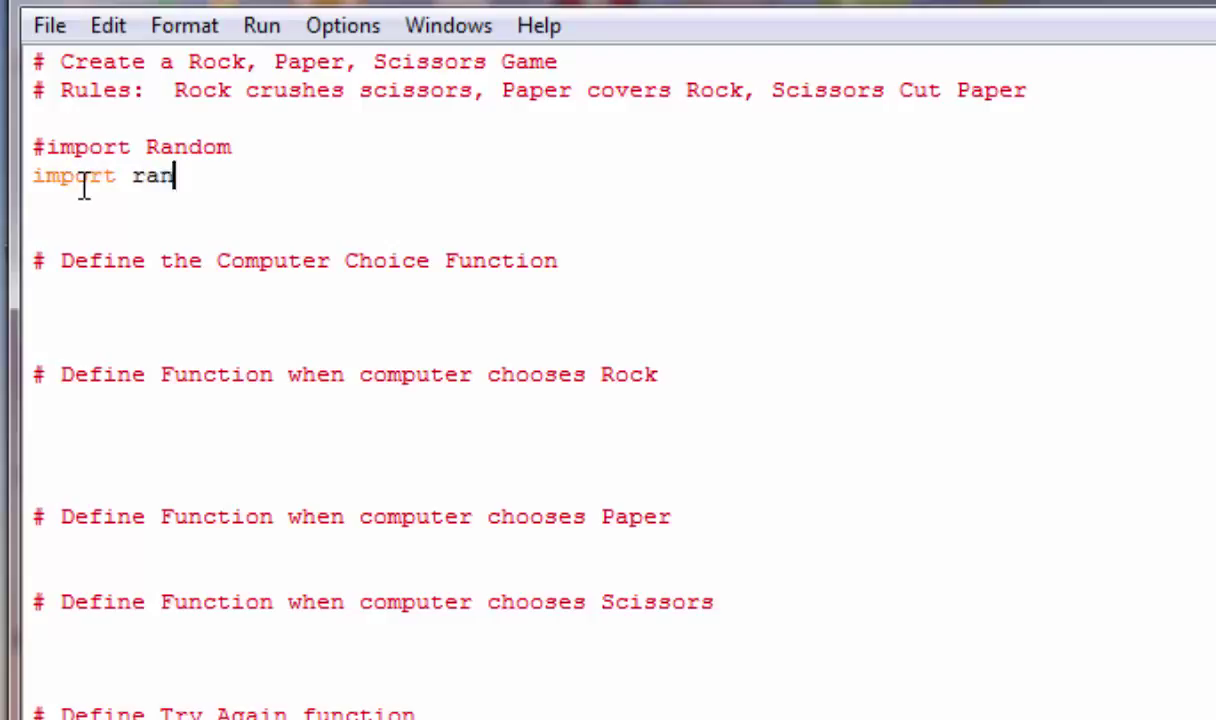 File Edit Format Run Options Windows Help
# Create a Rock, Paper, Scissors Game
# Rules:  Rock crushes scissors, Paper covers Rock, Scissors Cut Paper
#import Random
import ran
# Define the Computer Choice Function
# Define Function when computer chooses Rock
# Define Function when computer chooses Paper
# Define Function when computer chooses Scissors
# Define Try Again function